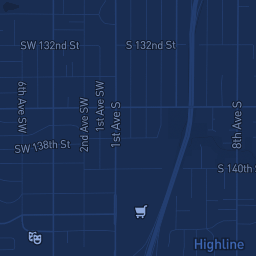 SW 132nd St
S 132nd St
6th Ave SW
2nd Ave SW
1st Ave SW
1st Ave S
8th Ave S
SW 138th St
S 140th S
Highline